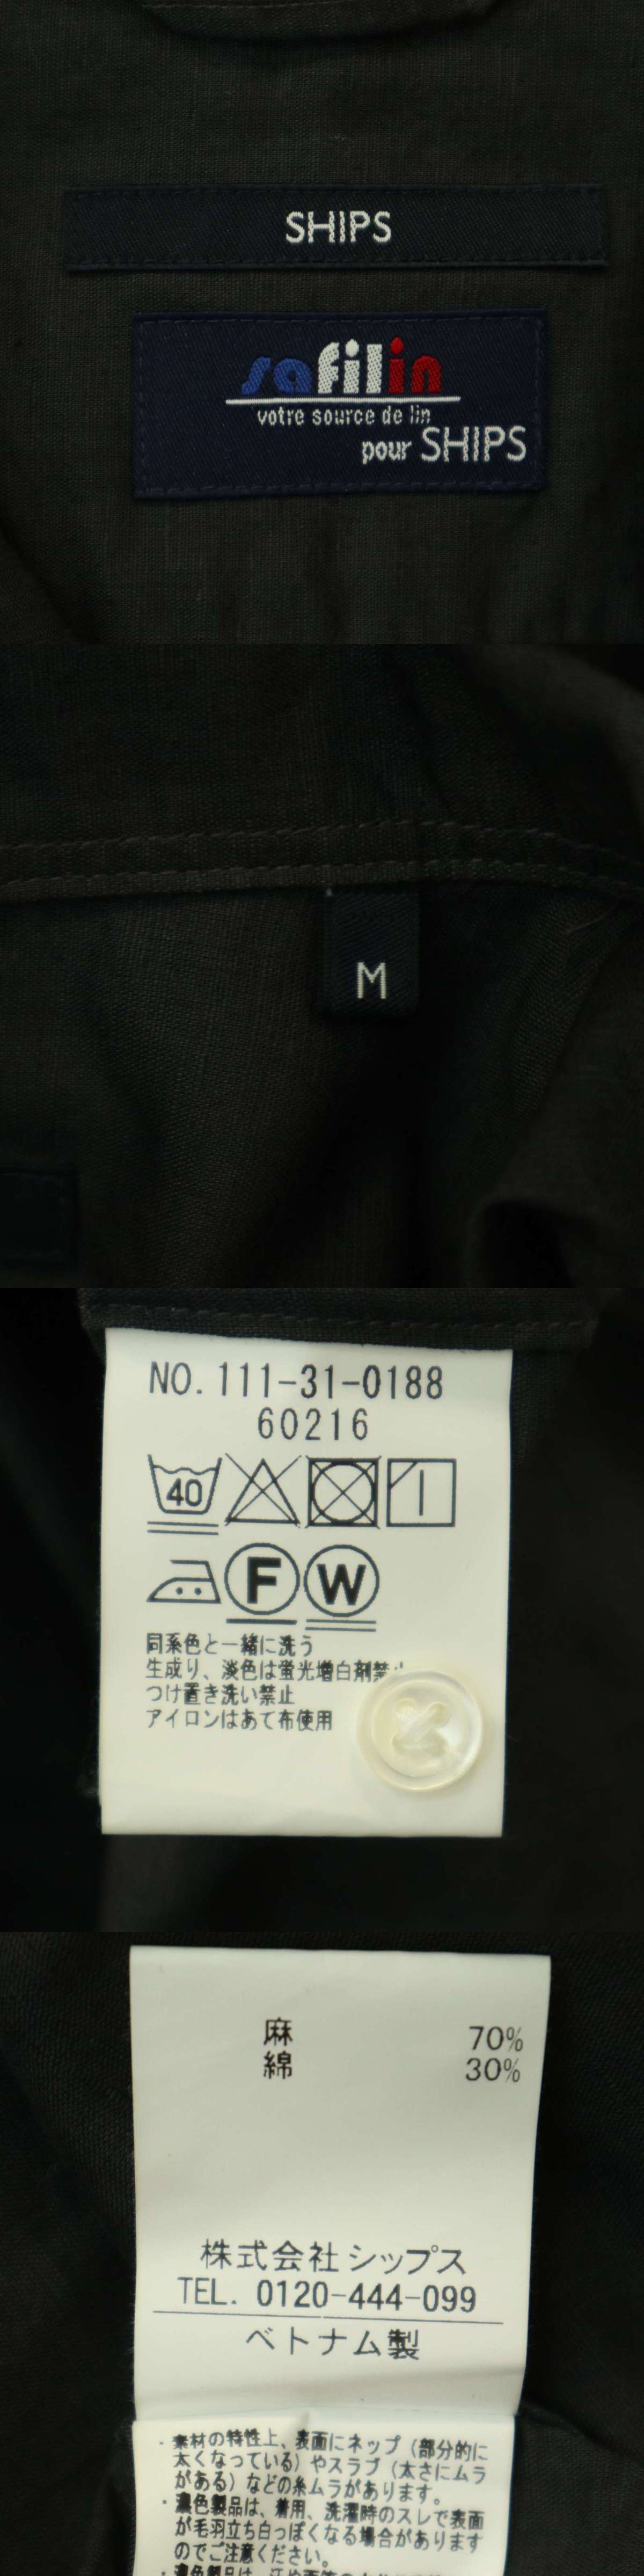 SHIPS
safilin
votre source de lin
pour SHIPS
M
NO. 111-31-0188
60216
40
F W
同系色と一緒に洗う
生成り、淡色は蛍光増白剤禁
つけ置き洗い禁止
アイロンはあて布使用
麻 70%
綿 30%
株式会社 シップス
TEL. 0120-444-099
ベトナム製
・素材の特性上、表面にネップ（部分的に
太くなっている）やスラブ（太さにムラ
がある）などの糸ムラがあります。
・濃色製品は、着用、洗濯時のスレで表面
が毛羽立ち白っぽくなる場合があります
のでご注意ください。